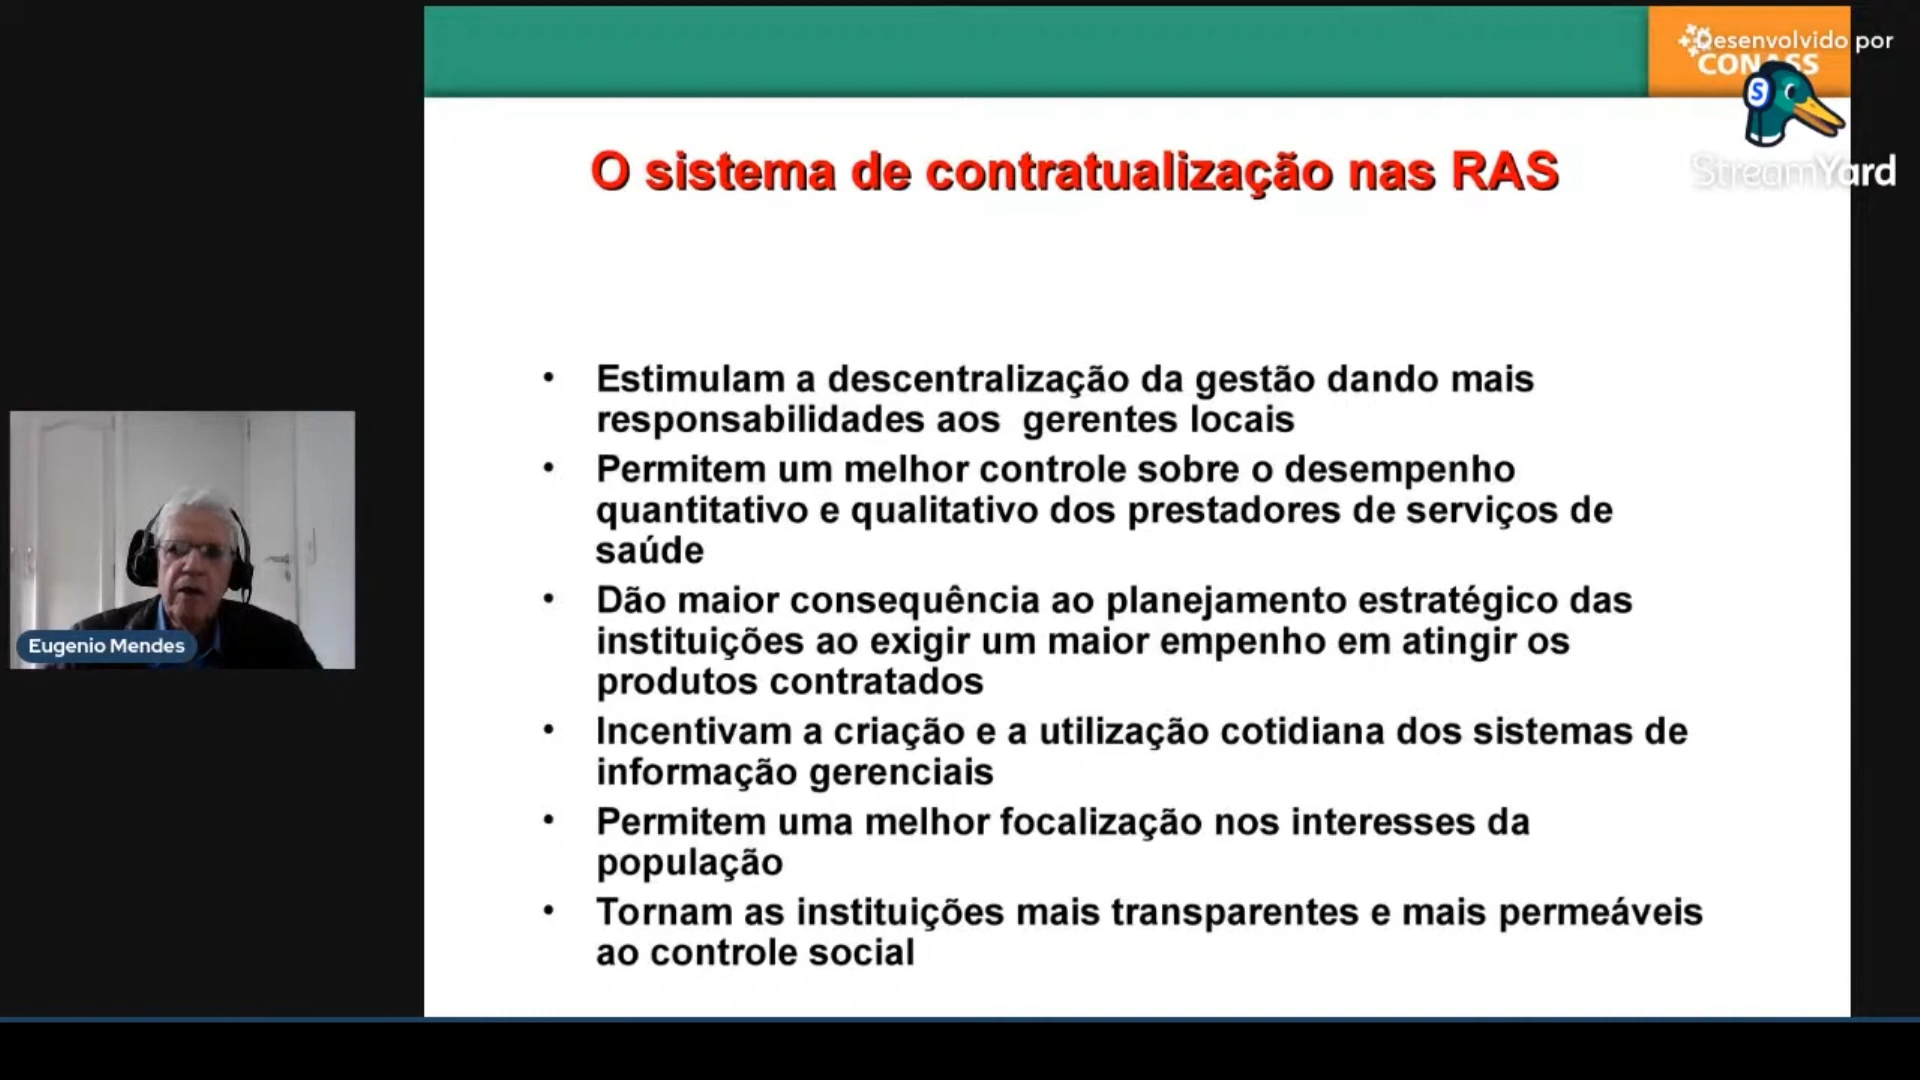 Desenvolvido por
CONASS
S
StreamYard
O sistema de contratualização nas RAS
• Estimulam a descentralização da gestão dando mais
responsabilidades aos gerentes locais
• Permitem um melhor controle sobre o desempenho
quantitativo e qualitativo dos prestadores de serviços de
saúde
• Dão maior consequência ao planejamento estratégico das
instituições ao exigir um maior empenho em atingir os
produtos contratados
• Incentivam a criação e a utilização cotidiana dos sistemas de
informação gerenciais
• Permitem uma melhor focalização nos interesses da
população
• Tornam as instituições mais transparentes e mais permeáveis
ao controle social
Eugenio Mendes